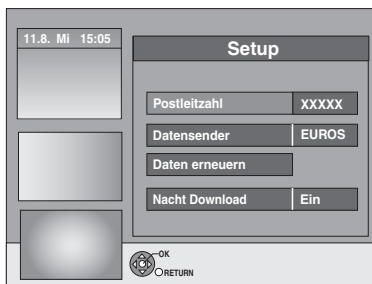 11.8. Mi 15:05
Setup
Postleitzahl XXXXX
Datensender EUROS
Daten erneuern
Nacht Download Ein
OK
RETURN